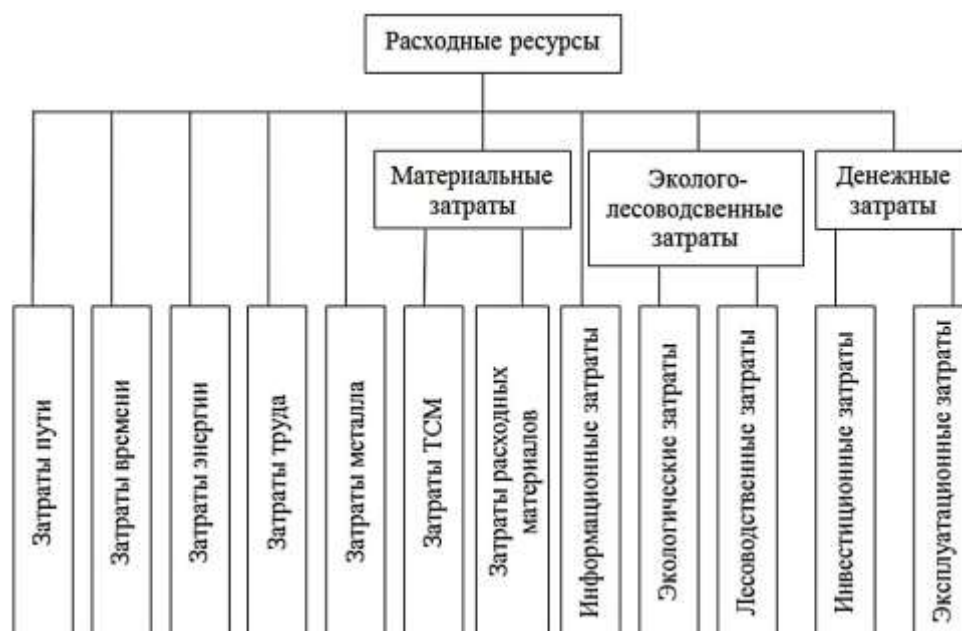 Расходные ресурсы
Материальные
затраты
Эколого-
лесоводсвенные
затраты
Денежные
затраты
Затраты пути
Затраты времени
Затраты энергии
Затраты труда
Затраты металла
Затраты ТСМ
Затраты расходных
материалов
Информационные затраты
Экологические затраты
Лесоводственные затраты
Инвестиционные затраты
Эксплуатационные затраты